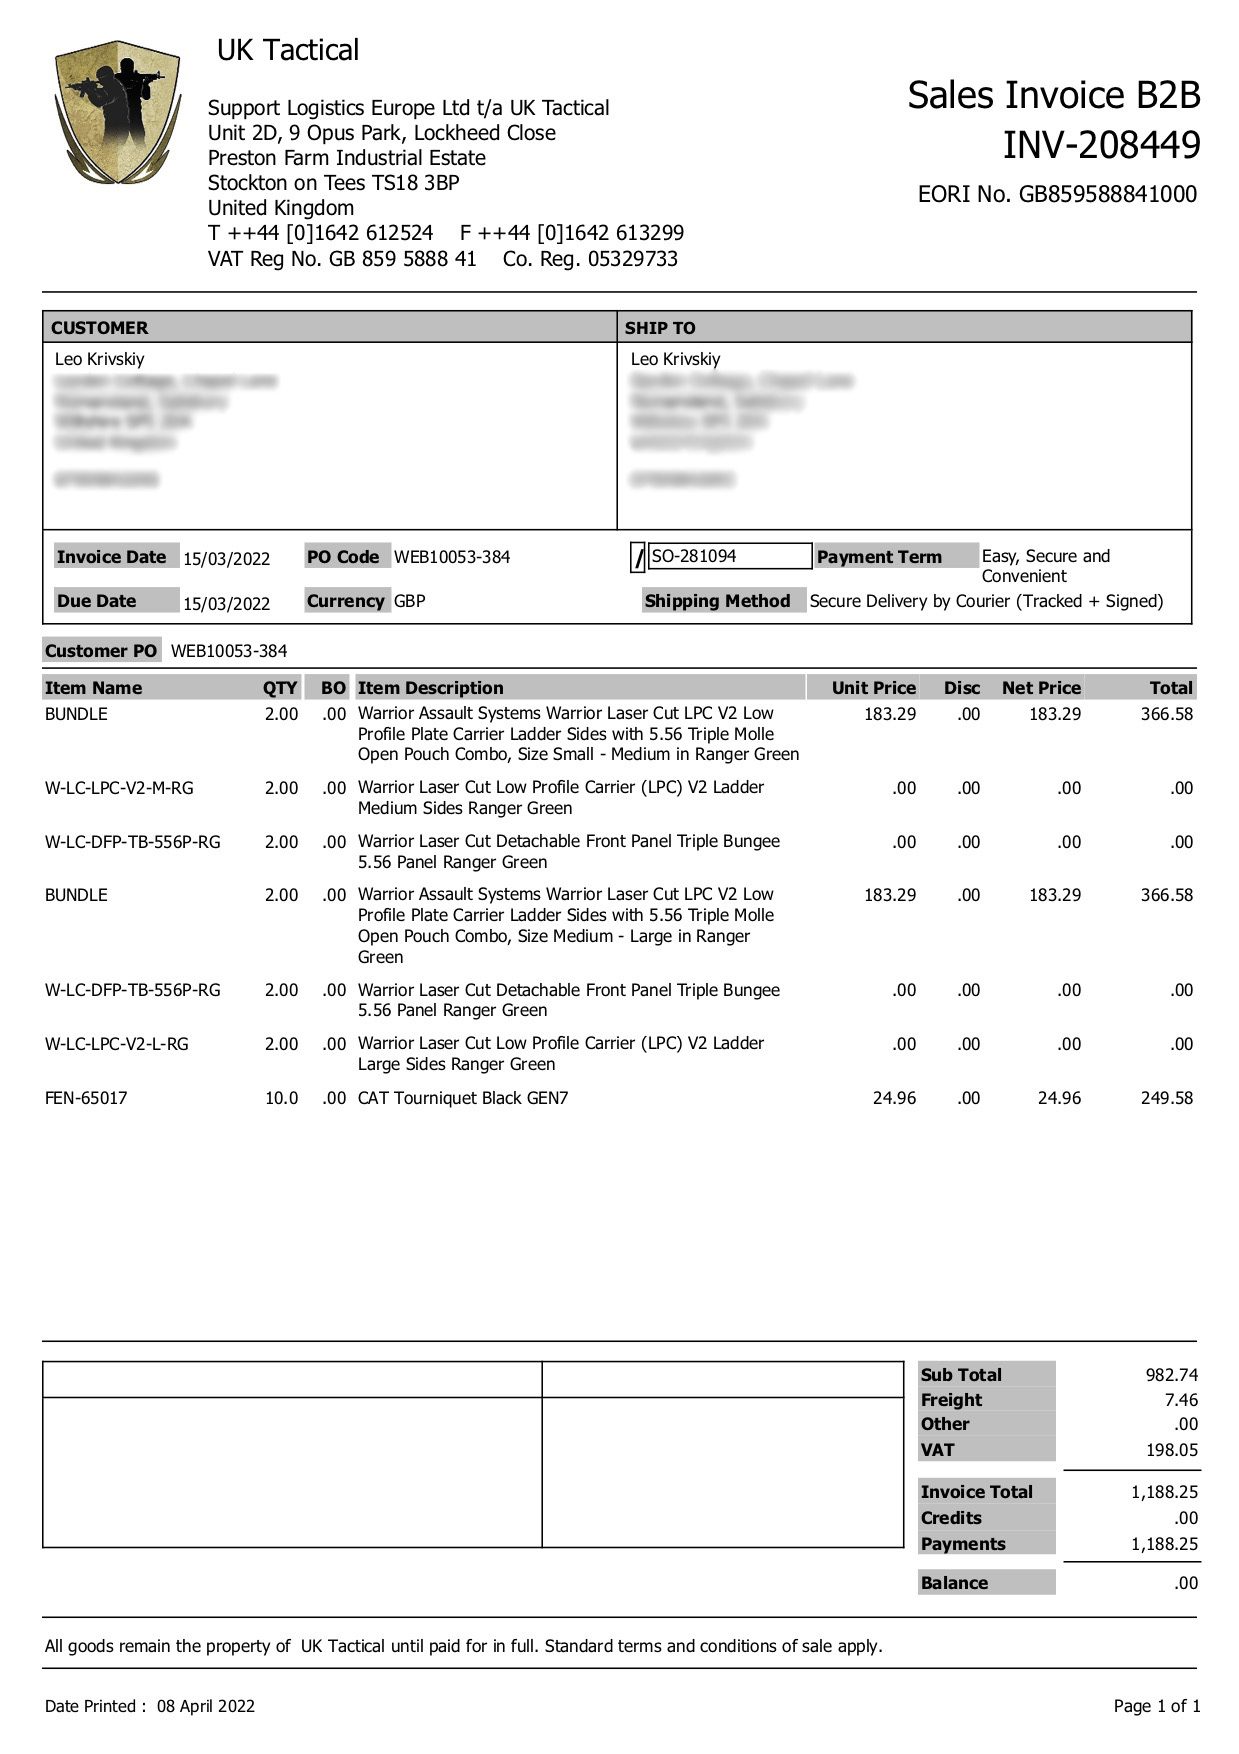 UK Tactical
Support Logistics Europe Ltd t/a UK Tactical
Unit 2D, 9 Opus Park, Lockheed Close
Preston Farm Industrial Estate
Stockton on Tees TS18 3BP
United Kingdom
T ++44 [0]1642 612524 F ++44 [0]1642 613299
VAT Reg No. GB 859 5888 41 Co. Reg. 05329733
Sales Invoice B2B
INV-208449
EORI No. GB859588841000
CUSTOMER SHIP TO
Leo Krivskiy Leo Krivskiy
Invoice Date 15/03/2022 PO Code WEB10053-384 / SO-281094 Payment Term Easy, Secure and
Convenient
Due Date 15/03/2022 Currency GBP Shipping Method Secure Delivery by Courier (Tracked + Signed)
Customer PO WEB10053-384
Item Name QTY BO Item Description Unit Price Disc Net Price Total
BUNDLE 2.00 .00 Warrior Assault Systems Warrior Laser Cut LPC V2 Low 183.29 .00 183.29 366.58
Profile Plate Carrier Ladder Sides with 5.56 Triple Molle
Open Pouch Combo, Size Small - Medium in Ranger Green
W-LC-LPC-V2-M-RG 2.00 .00 Warrior Laser Cut Low Profile Carrier (LPC) V2 Ladder .00 .00 .00 .00
Medium Sides Ranger Green
W-LC-DFP-TB-556P-RG 2.00 .00 Warrior Laser Cut Detachable Front Panel Triple Bungee .00 .00 .00 .00
5.56 Panel Ranger Green
BUNDLE 2.00 .00 Warrior Assault Systems Warrior Laser Cut LPC V2 Low 183.29 .00 183.29 366.58
Profile Plate Carrier Ladder Sides with 5.56 Triple Molle
Open Pouch Combo, Size Medium - Large in Ranger
Green
W-LC-DFP-TB-556P-RG 2.00 .00 Warrior Laser Cut Detachable Front Panel Triple Bungee .00 .00 .00 .00
5.56 Panel Ranger Green
W-LC-LPC-V2-L-RG 2.00 .00 Warrior Laser Cut Low Profile Carrier (LPC) V2 Ladder .00 .00 .00 .00
Large Sides Ranger Green
FEN-65017 10.0 .00 CAT Tourniquet Black GEN7 24.96 .00 24.96 249.58
Sub Total 982.74
Freight 7.46
Other .00
VAT 198.05
Invoice Total 1,188.25
Credits .00
Payments 1,188.25
Balance .00
All goods remain the property of UK Tactical until paid for in full. Standard terms and conditions of sale apply.
Date Printed : 08 April 2022 Page 1 of 1